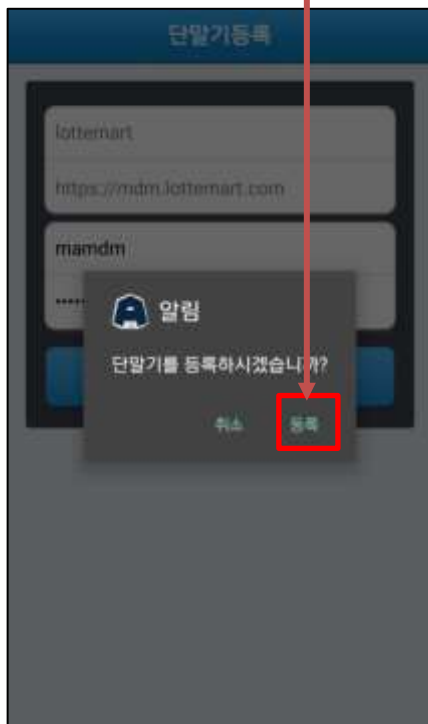 단말기등록
lottemart
https://mdm.lottemart.com
mamdm
알림
단말기를 등록하시겠습니까?
취소
등록